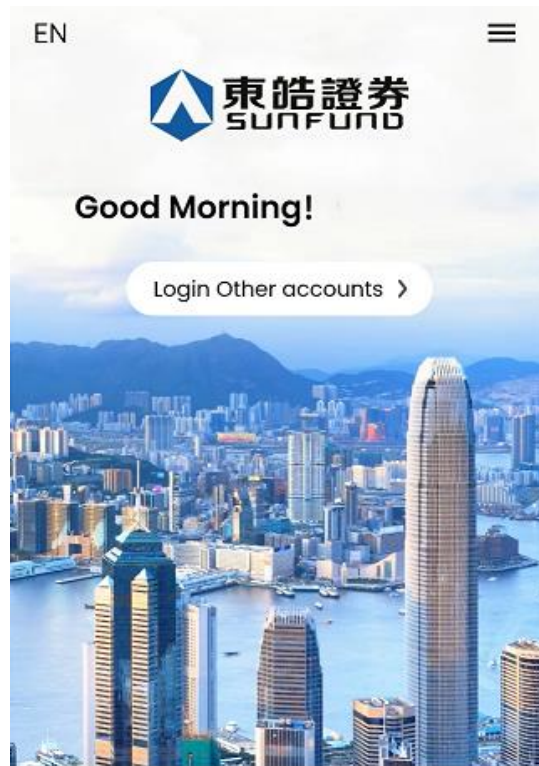 EN
東皓證券
SUNFUND
Good Morning!
Login Other accounts